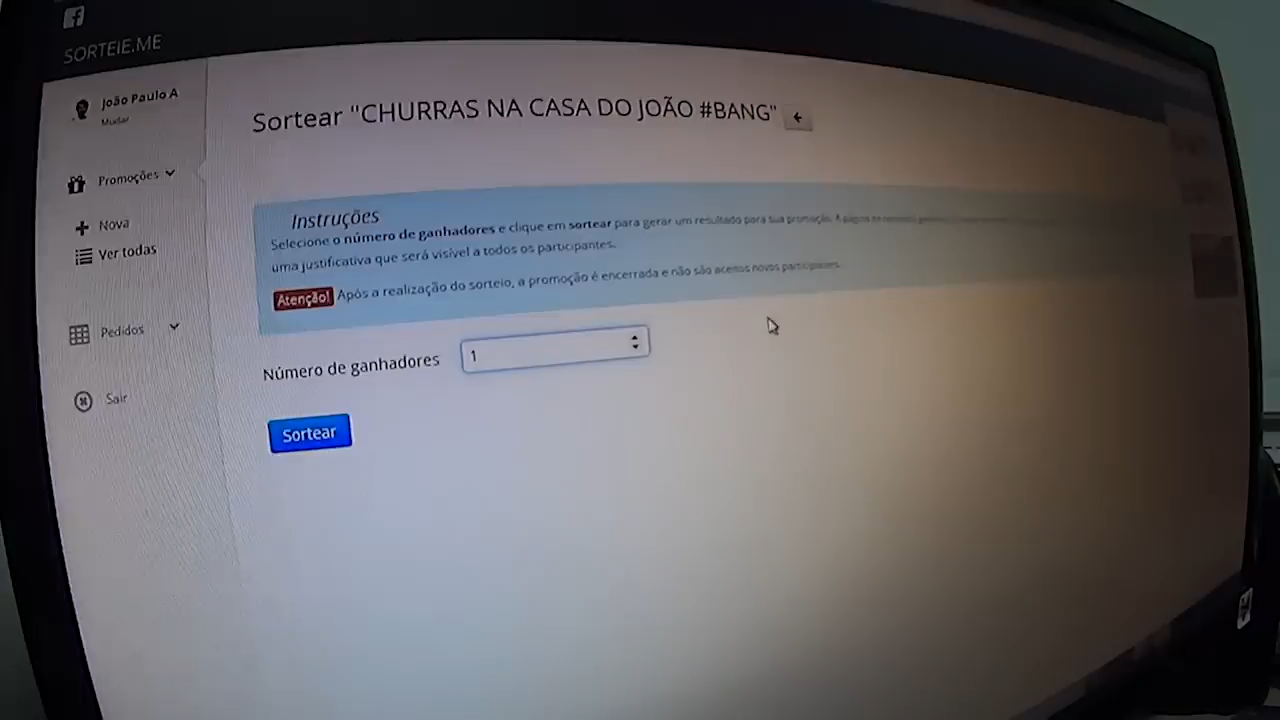 SORTEIE.ME
João Paulo A
Mudar
Promoções
Nova
Ver todas
Pedidos
Sair
Sortear "CHURRAS NA CASA DO JOÃO #BANG"
Instruções
Selecione o número de ganhadores e clique em sortear para gerar um resultado para sua promoção. A página de
uma justificativa que será visível a todos os participantes.
Atenção! Após a realização do sorteio, a promoção é encerrada e não são aceitos novos participantes.
Número de ganhadores
1
Sortear